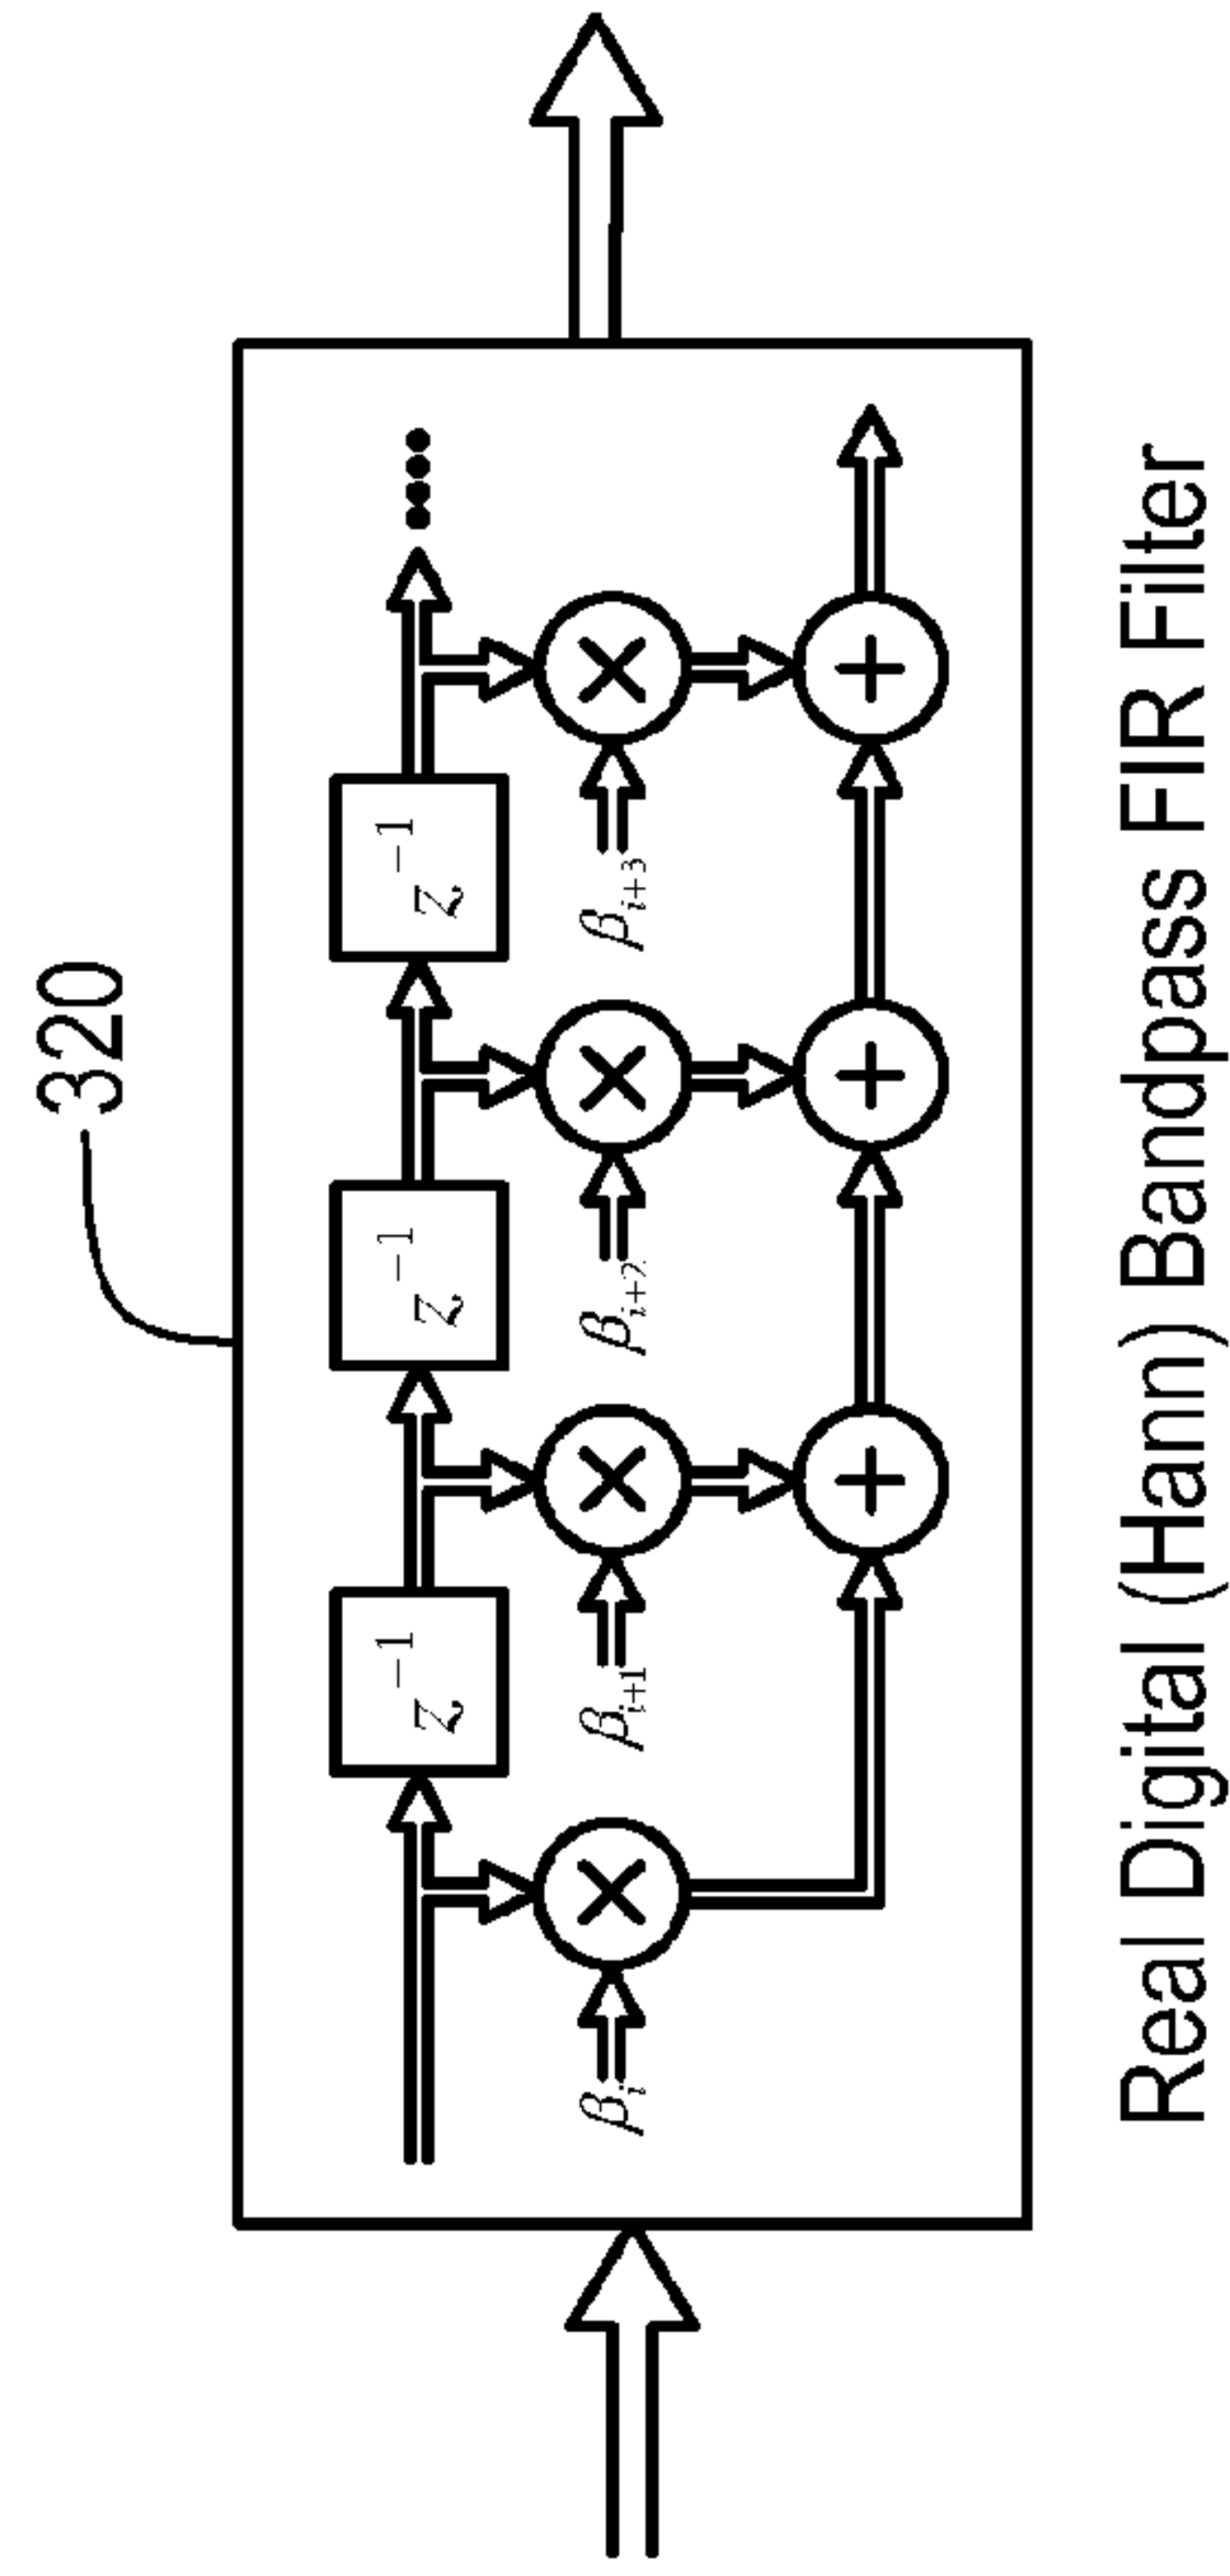 320
z⁻¹ z⁻¹ z⁻¹
βᵢ βᵢ₊₁ βᵢ₊₂ βᵢ₊₃
Real Digital (Hann) Bandpass FIR Filter